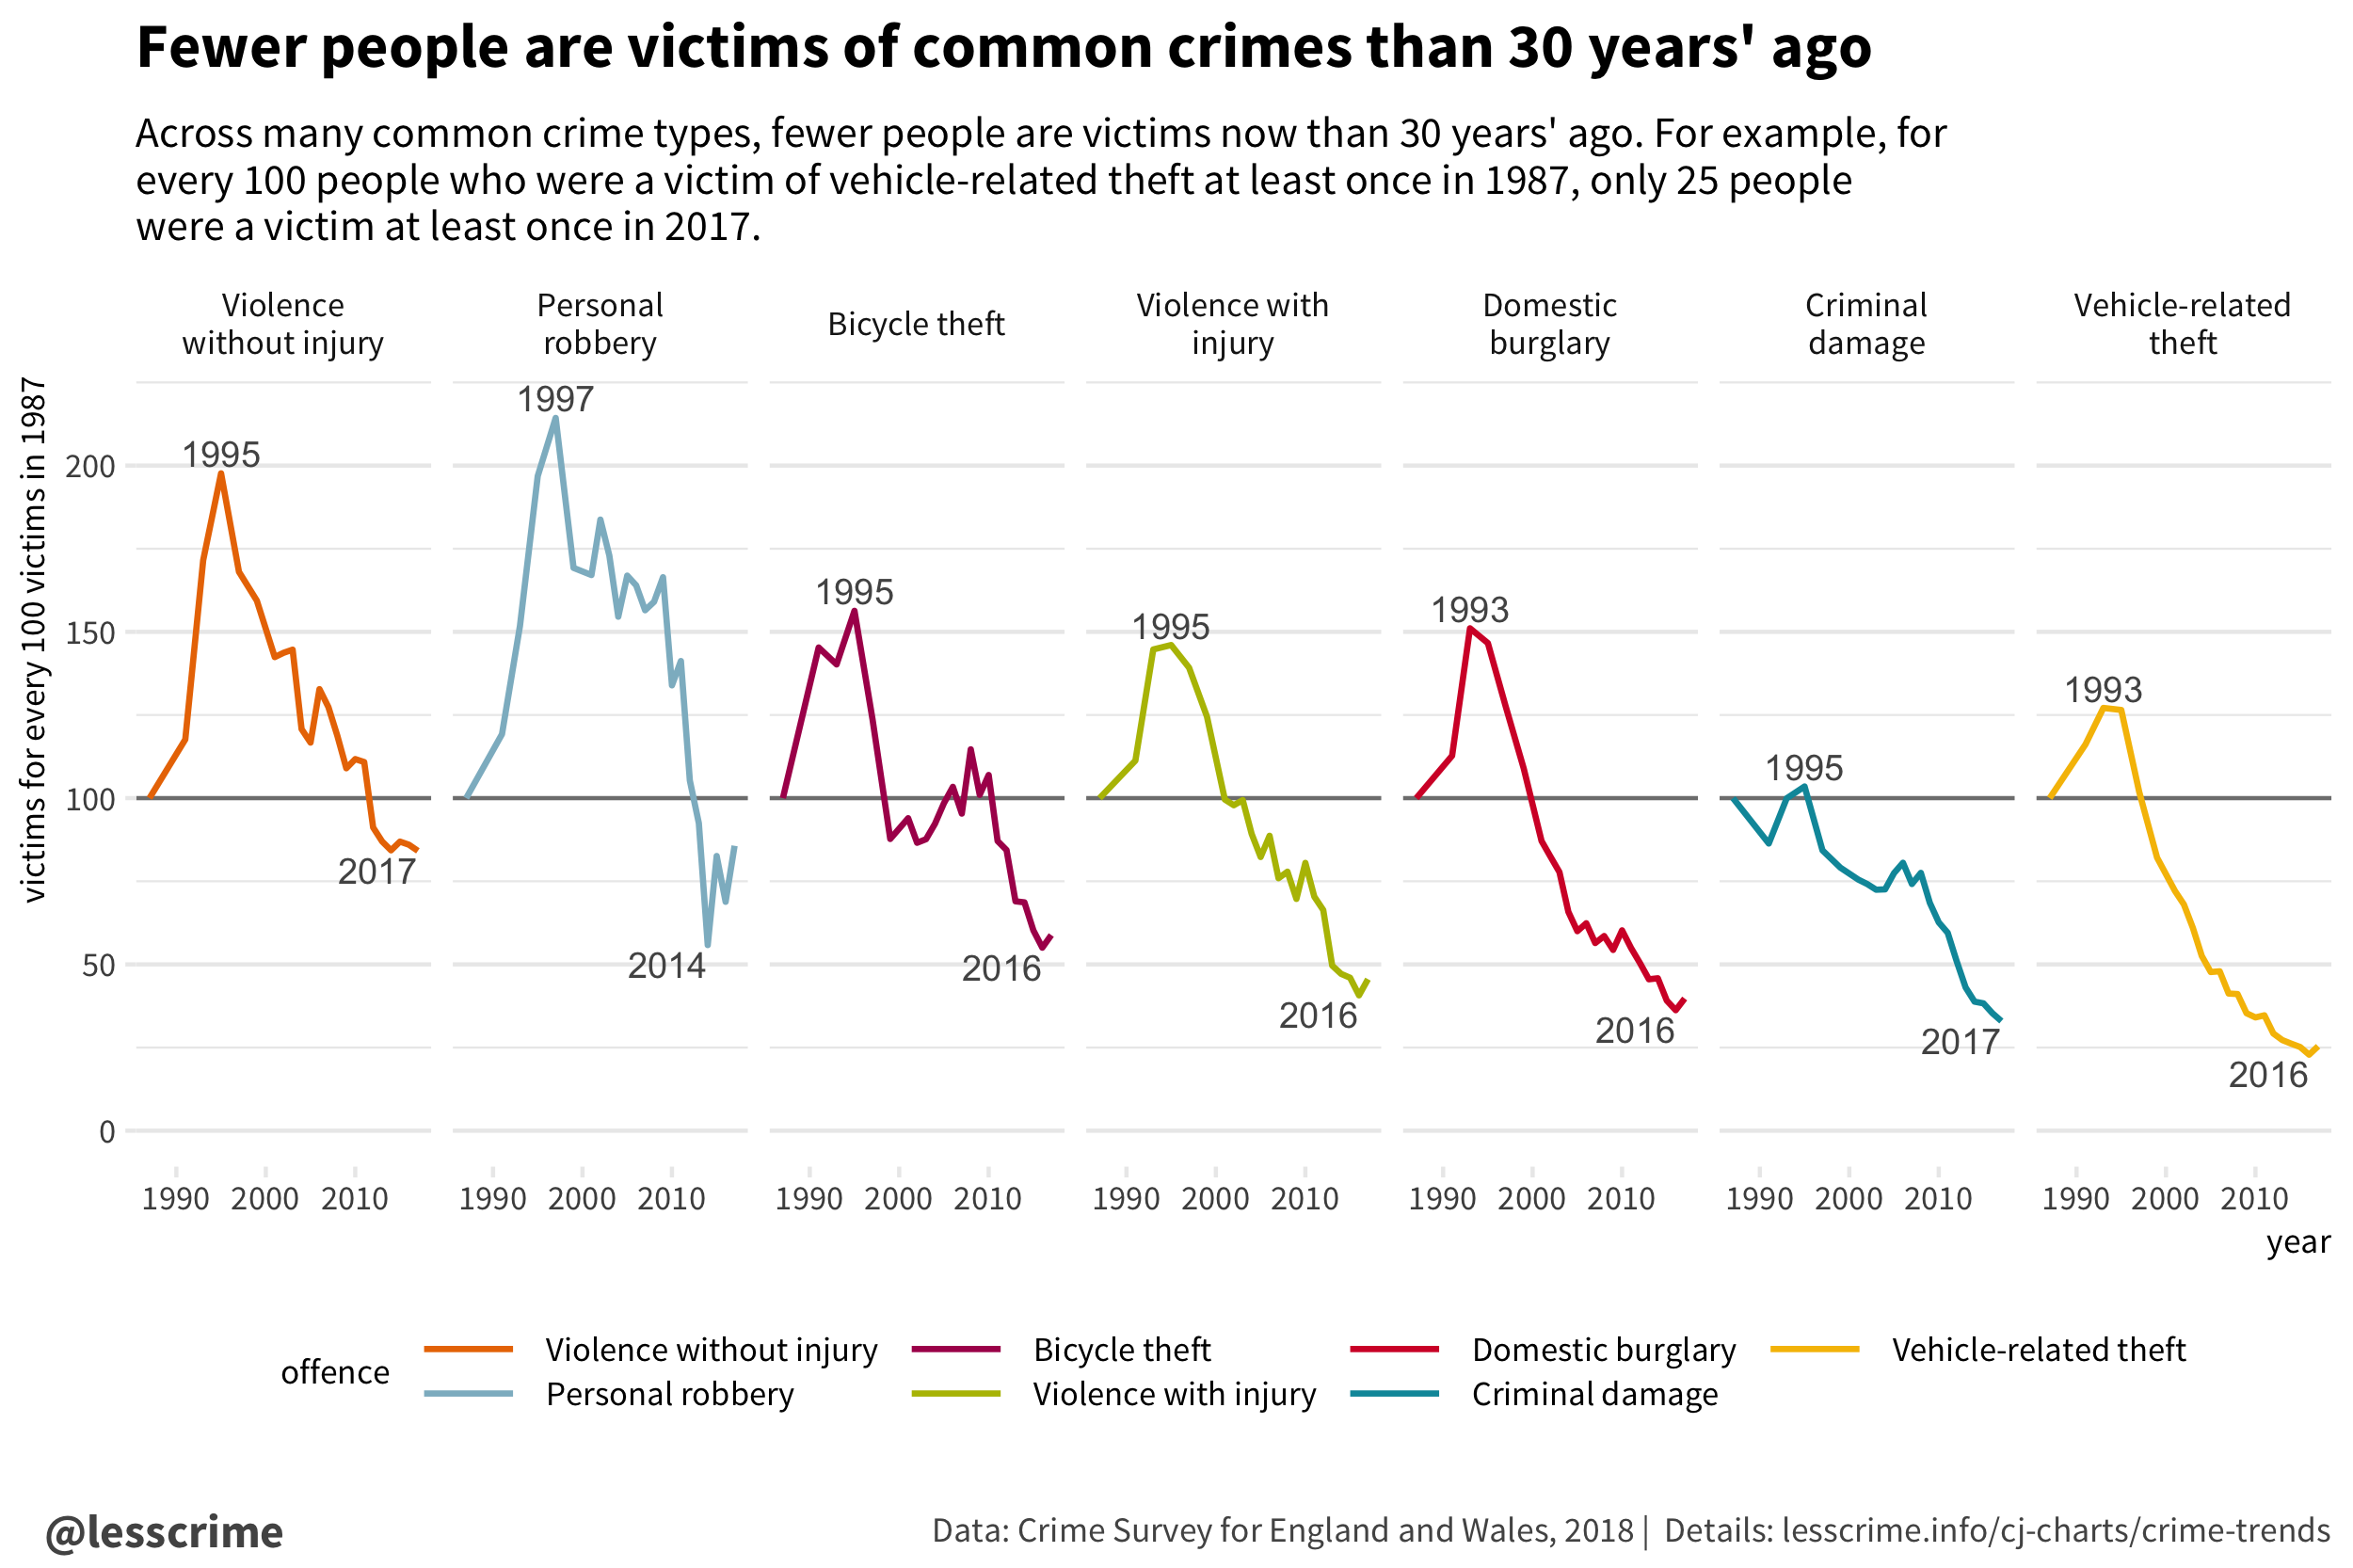 Fewer people are victims of common crimes than 30 years' ago
Across many common crime types, fewer people are victims now than 30 years' ago. For example, for
every 100 people who were a victim of vehicle-related theft at least once in 1987, only 25 people
were a victim at least once in 2017.
Violence
without injury
Personal
robbery
Bicycle theft
Violence with
injury
Domestic
burglary
Criminal
damage
Vehicle-related
theft
victims for every 100 victims in 1987
200
150
100
50
0
1995
2017
1997
2014
1995
2016
1995
2016
1993
2016
1995
2017
1993
2016
1990 2000 2010
1990 2000 2010
1990 2000 2010
1990 2000 2010
1990 2000 2010
1990 2000 2010
1990 2000 2010
year
offence
Violence without injury
Personal robbery
Bicycle theft
Violence with injury
Domestic burglary
Criminal damage
Vehicle-related theft
@lesscrime
Data: Crime Survey for England and Wales, 2018 | Details: lesscrime.info/cj-charts/crime-trends